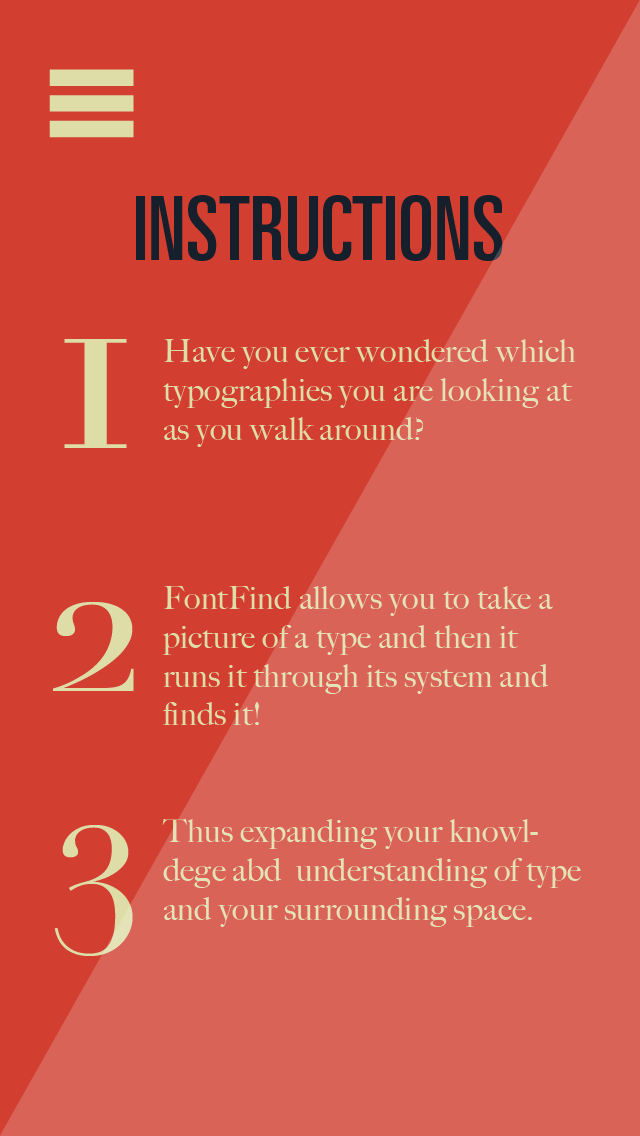 INSTRUCTIONS
1
Have you ever wondered which
typographies you are looking at
as you walk around?
2
FontFind allows you to take a
picture of a type and then it
runs it through its system and
finds it!
3
Thus expanding your knowl-
dege abd  understanding of type
and your surrounding space.